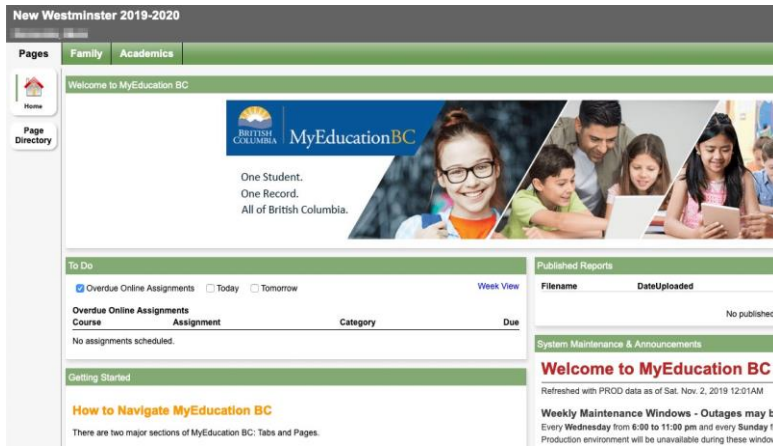 New Westminster 2019-2020
Pages
Family
Academics
Home
Page
Directory
Welcome to MyEducation BC
BRITISH
COLUMBIA
MyEducationBC
One Student.
One Record.
All of British Columbia.
To Do
Overdue Online Assignments
Today
Tomorrow
Week View
Overdue Online Assignments
Course Assignment Category Due
No assignments scheduled.
Getting Started
How to Navigate MyEducation BC
There are two major sections of MyEducation BC: Tabs and Pages.
Published Reports
Filename DateUploaded
No published
System Maintenance & Announcements
Welcome to MyEducation BC
Refreshed with PROD data as of Sat. Nov. 2, 2019 12:01AM
Weekly Maintenance Windows - Outages may
Every Wednesday from 6:00 to 11:00 pm and every Sunday
Production environment will be unavailable during these